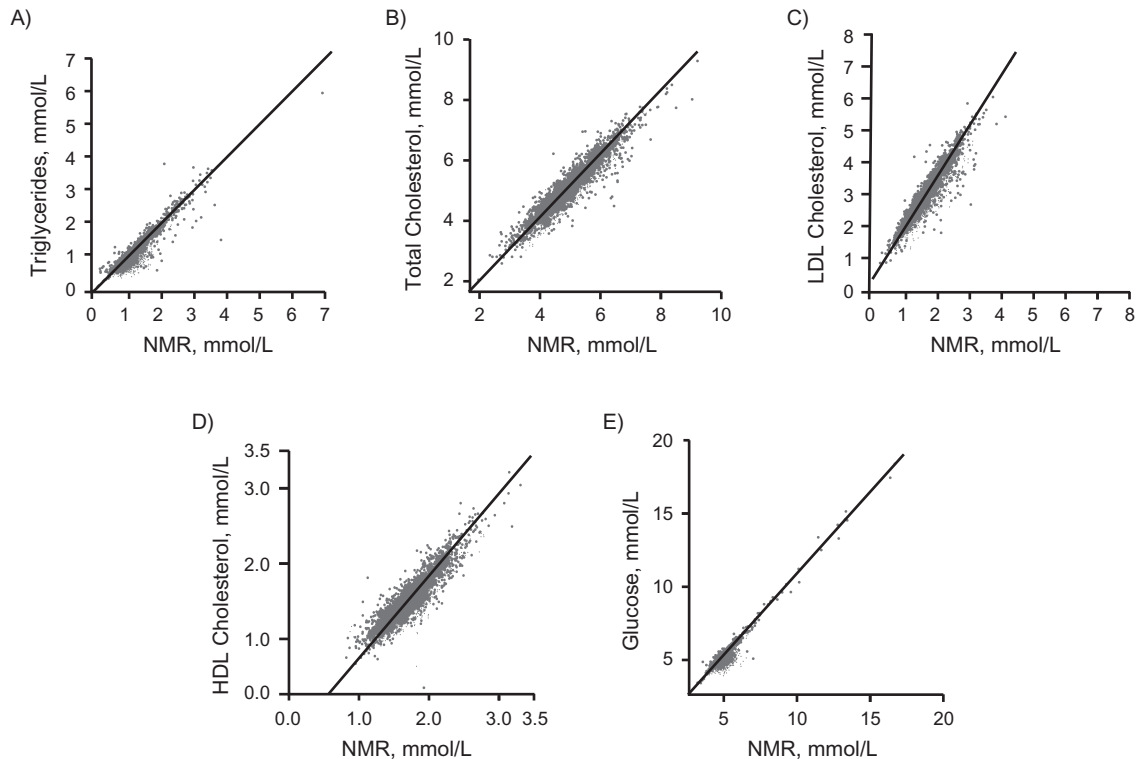 A)
Triglycerides, mmol/L
7
6
5
4
3
2
1
0
0 1 2 3 4 5 6 7
NMR, mmol/L
B)
Total Cholesterol, mmol/L
10
8
6
4
2
2 4 6 8 10
NMR, mmol/L
C)
LDL Cholesterol, mmol/L
8
7
6
5
4
3
2
1
0
0 1 2 3 4 5 6 7 8
NMR, mmol/L
D)
HDL Cholesterol, mmol/L
3.5
3.0
2.0
1.0
0.0
0.0 1.0 2.0 3.0 3.5
NMR, mmol/L
E)
Glucose, mmol/L
20
15
10
5
5 10 15 20
NMR, mmol/L